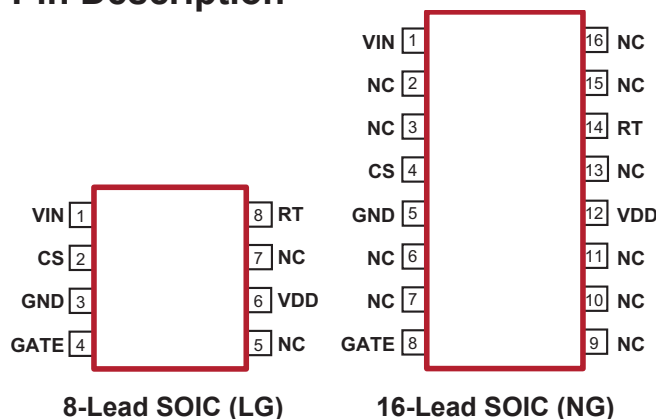 Pin Description
VIN 1
CS 2
GND 3
GATE 4
8 RT
7 NC
6 VDD
5 NC
8-Lead SOIC (LG)
VIN 1
NC 2
NC 3
CS 4
GND 5
NC 6
NC 7
GATE 8
16 NC
15 NC
14 RT
13 NC
12 VDD
11 NC
10 NC
9 NC
16-Lead SOIC (NG)